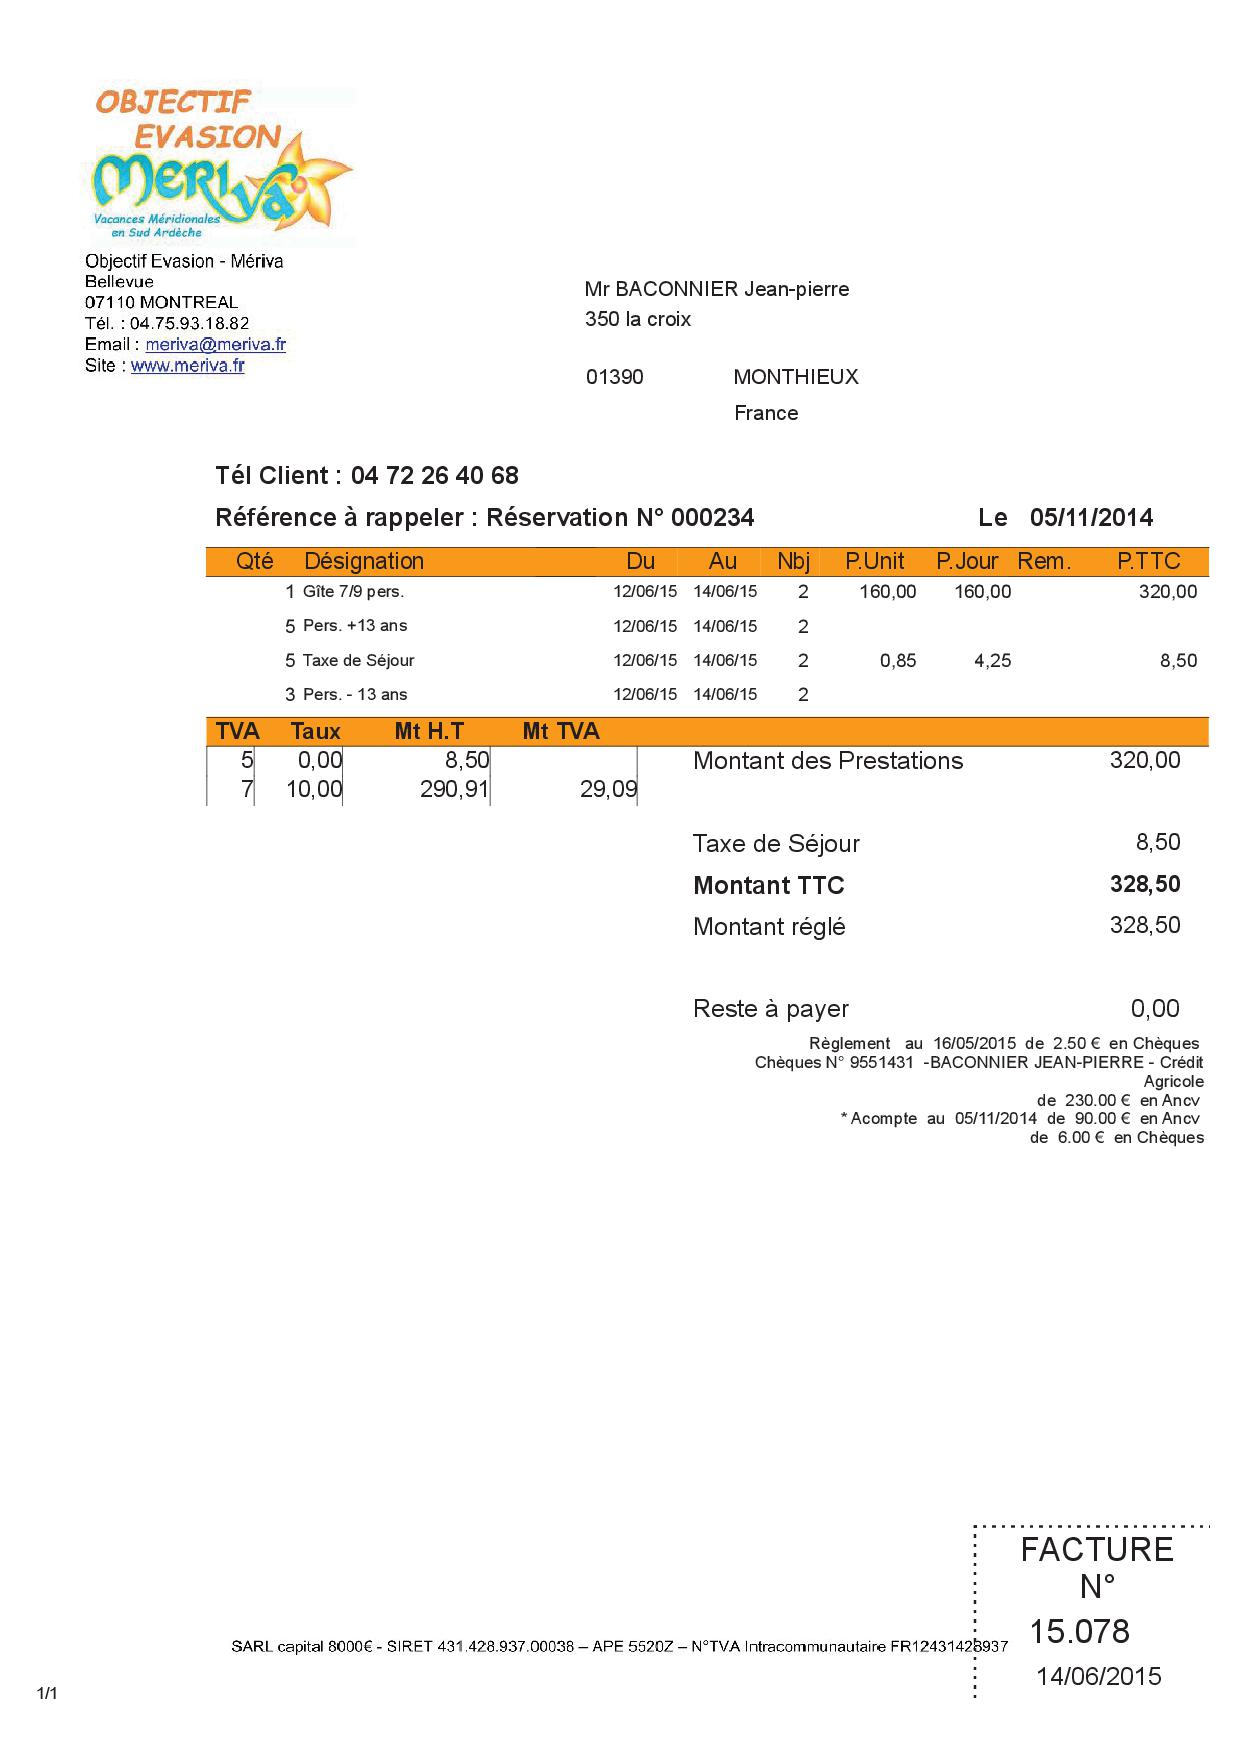 OBJECTIF
EVASION
MERIVA
Vacances Méridionales
en Sud Ardèche
Objectif Evasion - Mériva
Bellevue
07110 MONTREAL
Tél. : 04.75.93.18.82
Email : meriva@meriva.fr
Site : www.meriva.fr
Mr BACONNIER Jean-pierre
350 la croix
01390 MONTHIEUX
France
Tél Client : 04 72 26 40 68
Référence à rappeler : Réservation N° 000234 Le 05/11/2014
Qté Désignation Du Au Nbj P.Unit P.Jour Rem. P.TTC
1 Gîte 7/9 pers. 12/06/15 14/06/15 2 160,00 160,00 320,00
5 Pers. +13 ans 12/06/15 14/06/15 2
5 Taxe de Séjour 12/06/15 14/06/15 2 0,85 4,25 8,50
3 Pers. - 13 ans 12/06/15 14/06/15 2
TVA Taux Mt H.T Mt TVA
5 0,00 8,50 Montant des Prestations 320,00
7 10,00 290,91 29,09
Taxe de Séjour 8,50
Montant TTC 328,50
Montant réglé 328,50
Reste à payer 0,00
Règlement au 16/05/2015 de 2.50 € en Chèques
Chèques N° 9551431 -BACONNIER JEAN-PIERRE - Crédit
Agricole
de 230.00 € en Ancv
* Acompte au 05/11/2014 de 90.00 € en Ancv
de 6.00 € en Chèques
FACTURE
N°
15.078
SARL capital 8000€ - SIRET 431.428.937.00038 – APE 5520Z – N°TVA Intracommunautaire FR12431428937
14/06/2015
1/1